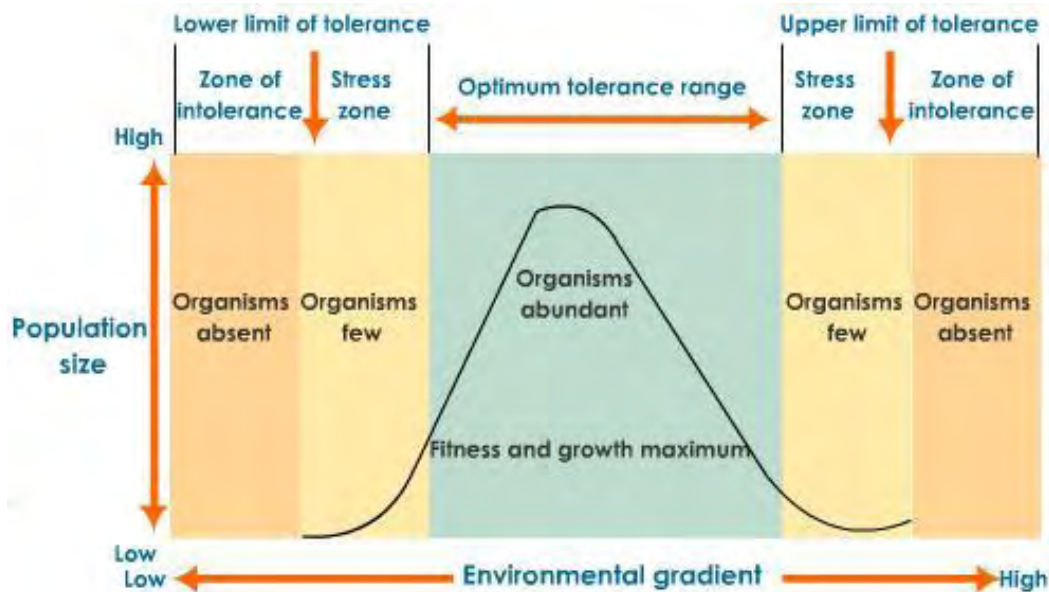 Lower limit of tolerance
Upper limit of tolerance
Zone of
intolerance
Stress
zone
Optimum tolerance range
Stress
zone
Zone of
intolerance
High
Organisms
absent
Organisms
few
Organisms
abundant
Organisms
few
Organisms
absent
Population
size
Fitness and growth maximum
Low
Low
Environmental gradient
High